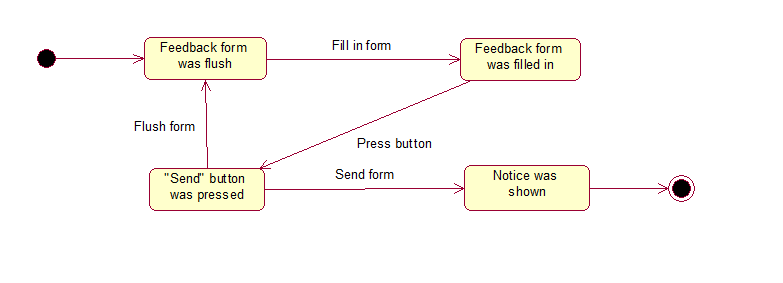 Feedback form
was flush
Fill in form
Feedback form
was filled in
Flush form
Press button
"Send" button
was pressed
Send form
Notice was
shown